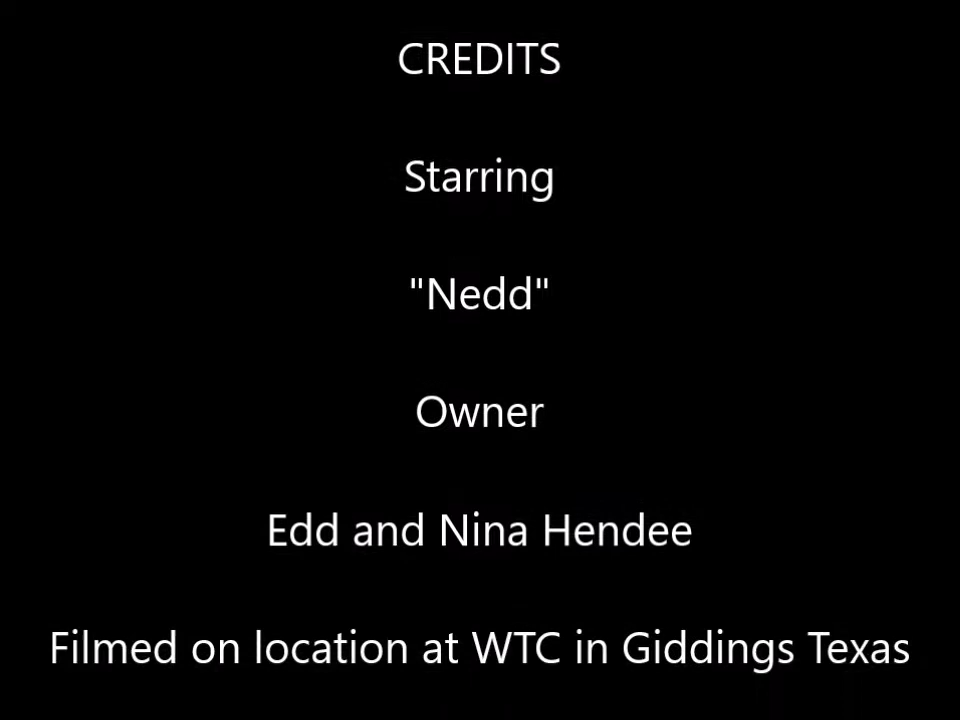 CREDITS
Starring
"Nedd"
Owner
Edd and Nina Hendee
Filmed on location at WTC in Giddings Texas